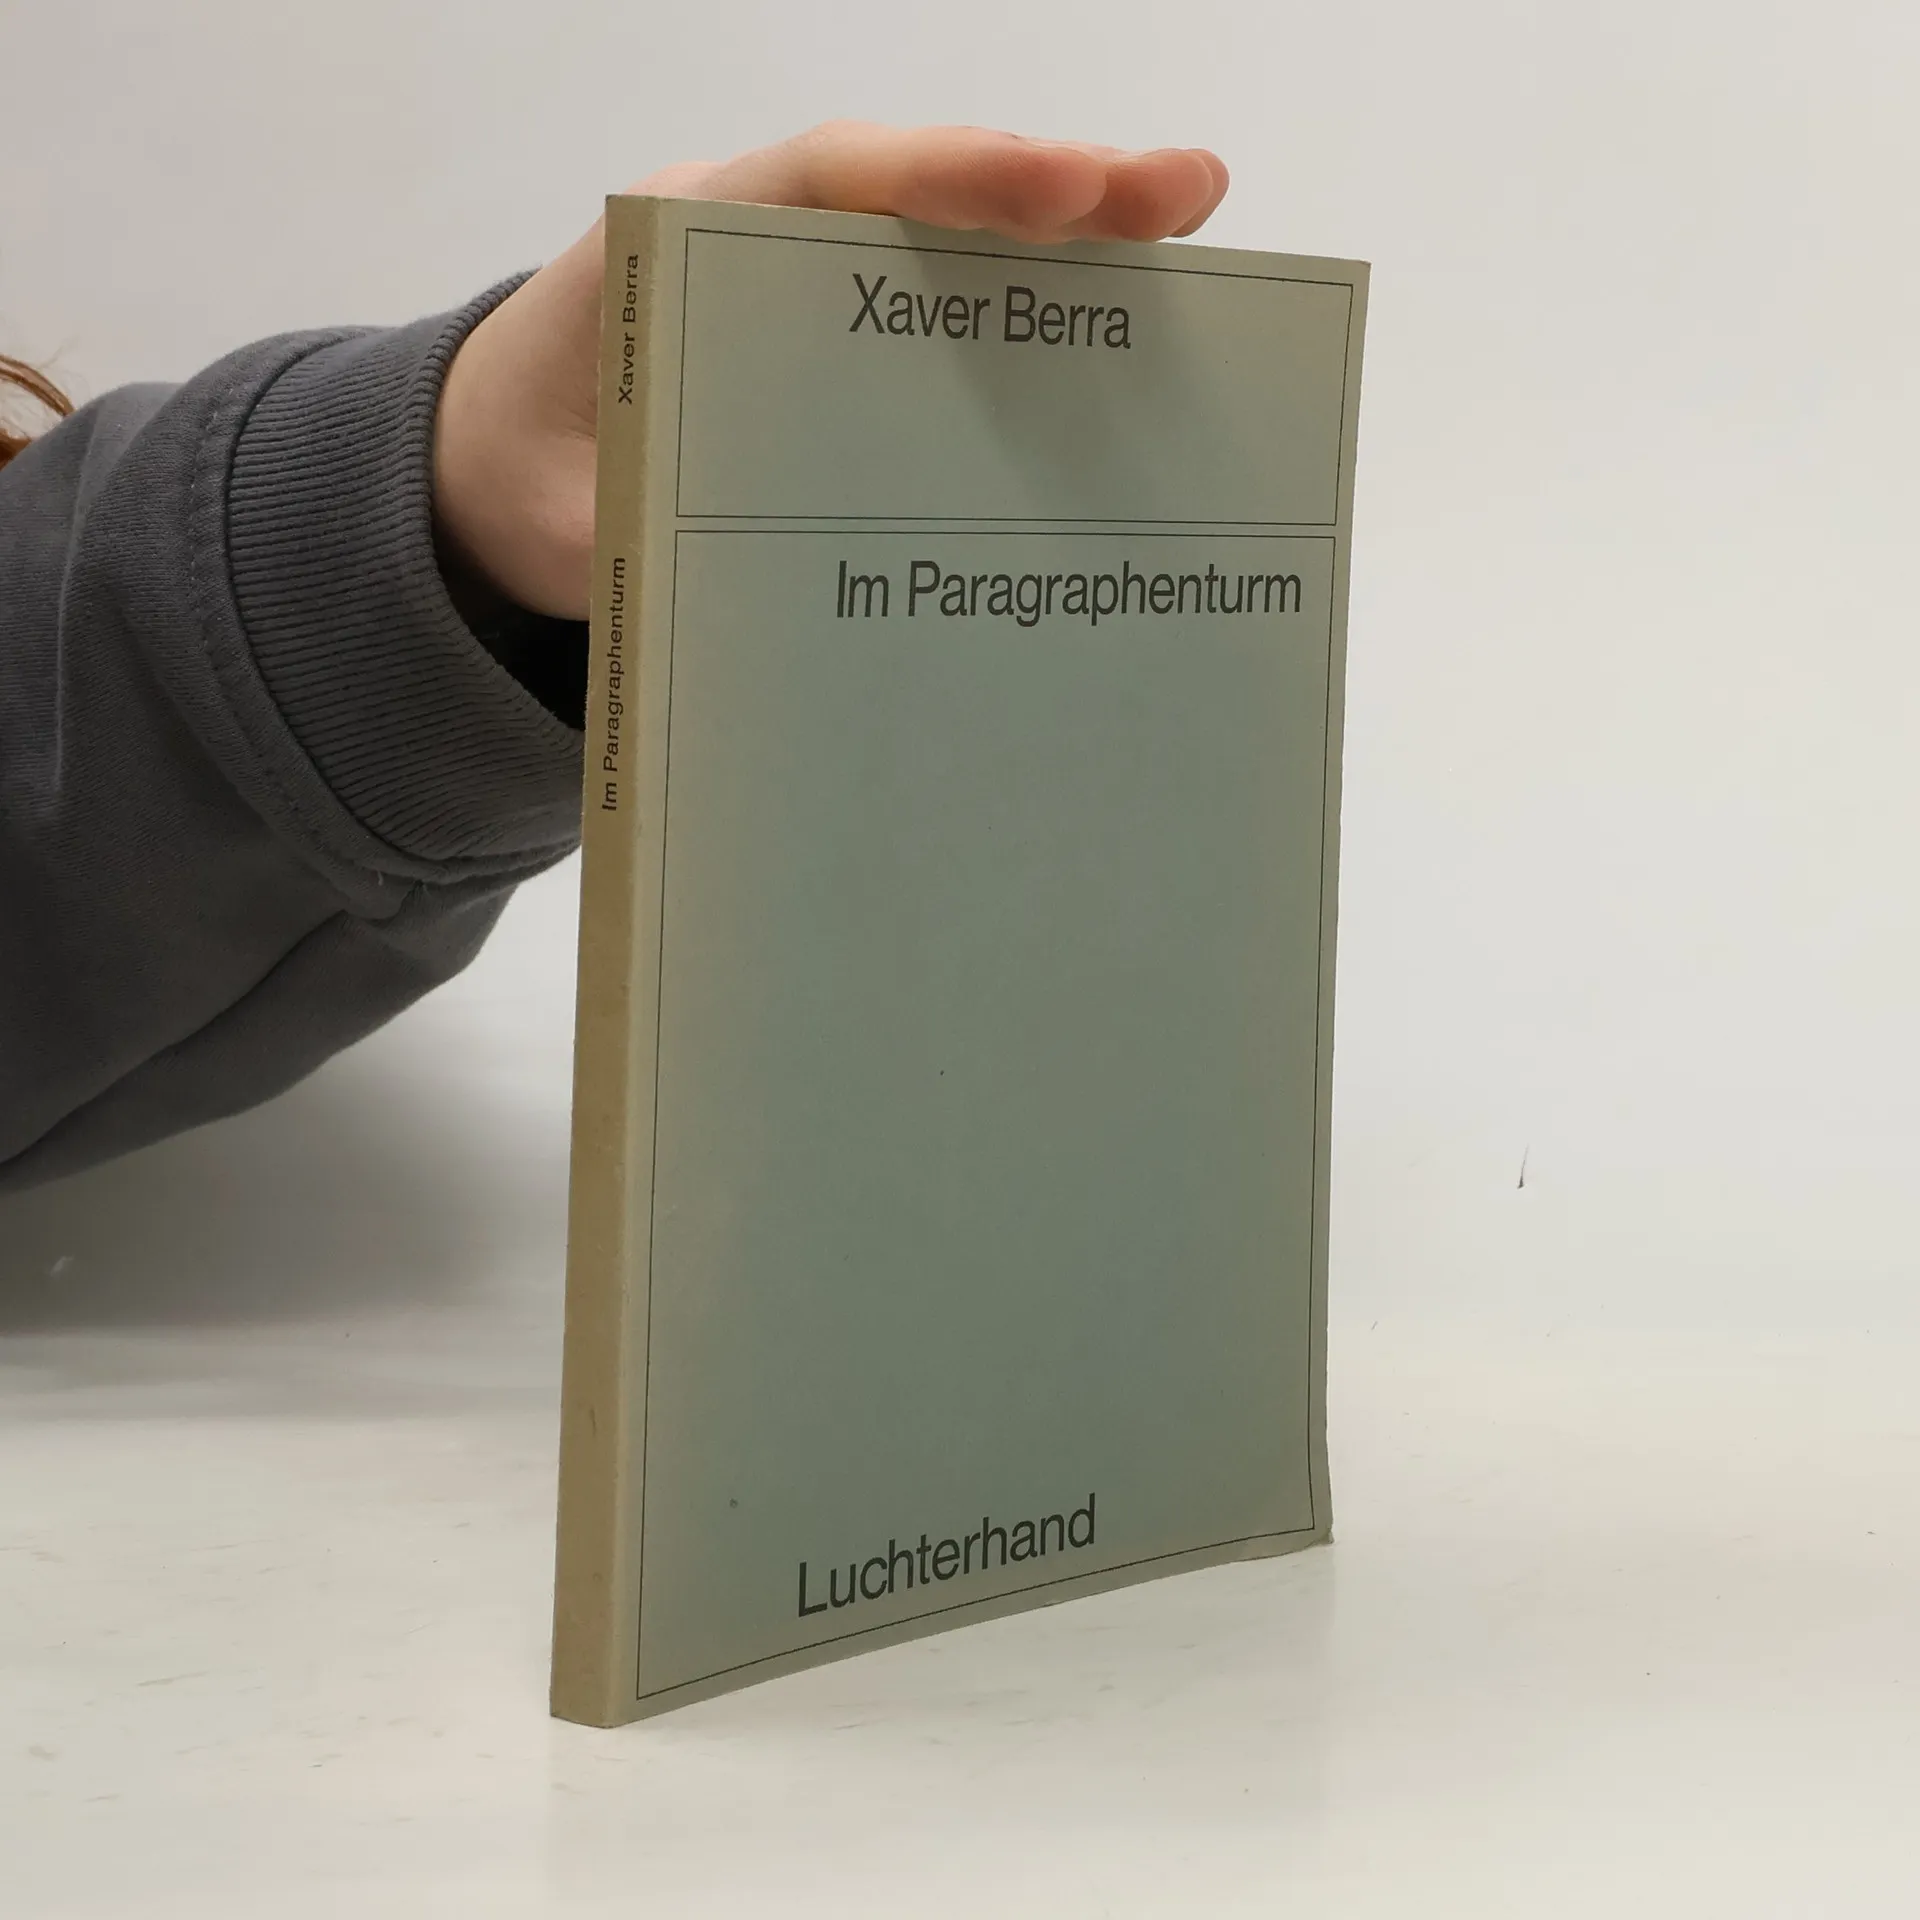 Xaver Berra
Im Paragraphenturm
Luchterhand
Xaver Berra
Im Paragraphenturm